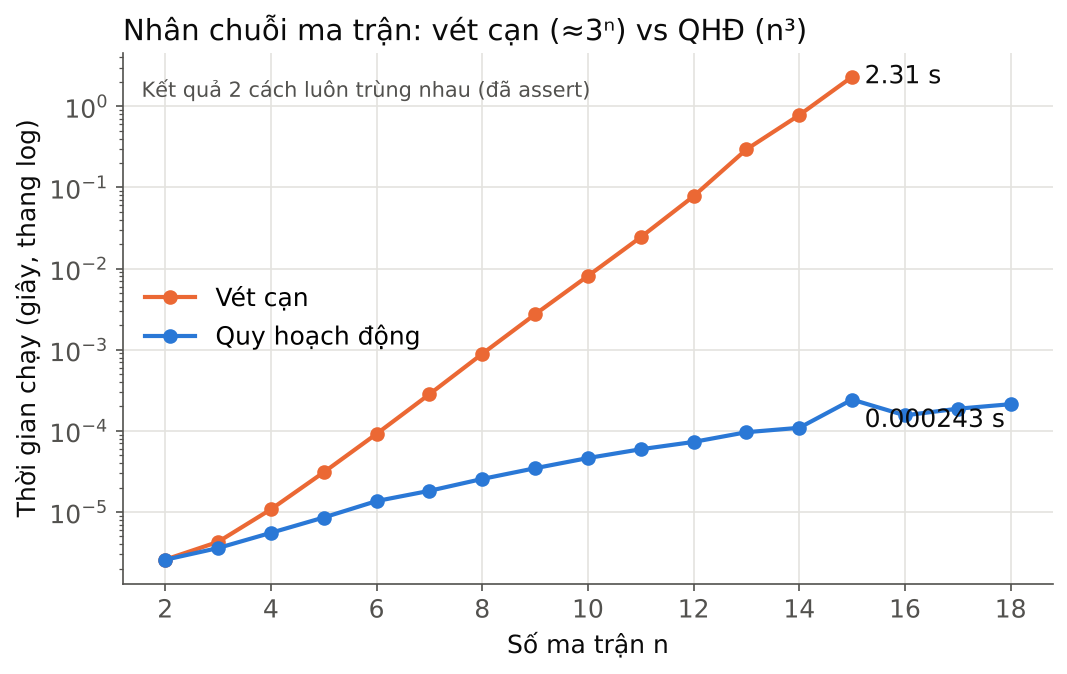 Nhân chuỗi ma trận: vét cạn (≈3ⁿ) vs QHĐ (n³)
Kết quả 2 cách luôn trùng nhau (đã assert)
2.31 s
0.000243 s
Vét cạn
Quy hoạch động
Thời gian chạy (giây, thang log)
10⁰
10⁻¹
10⁻²
10⁻³
10⁻⁴
10⁻⁵
2 4 6 8 10 12 14 16 18
Số ma trận n